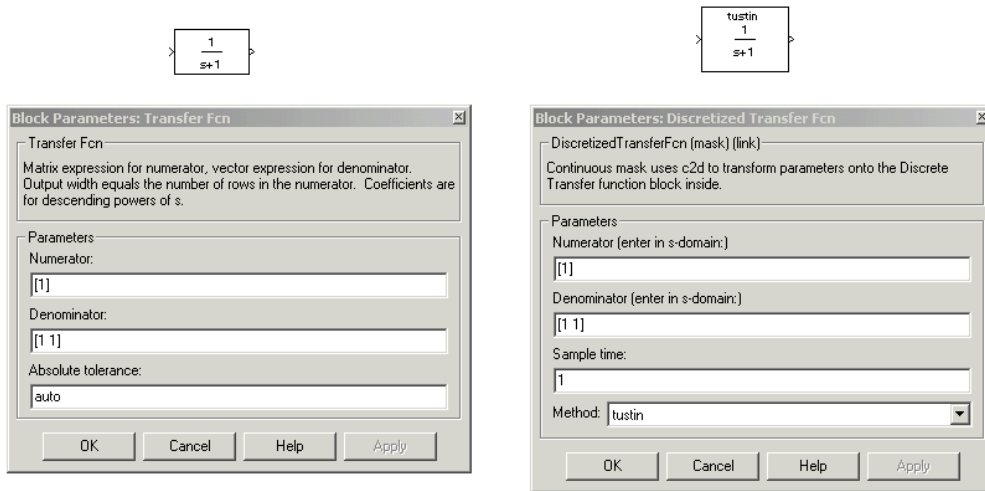 1
s+1
tustin
1
s+1
Block Parameters: Transfer Fcn
Transfer Fcn
Matrix expression for numerator, vector expression for denominator.
Output width equals the number of rows in the numerator. Coefficients are
for descending powers of s.
Parameters
Numerator:
[1]
Denominator:
[1 1]
Absolute tolerance:
auto
OK Cancel Help Apply
Block Parameters: Discretized Transfer Fcn
DiscretizedTransferFcn (mask) (link)
Continuous mask uses c2d to transform parameters onto the Discrete
Transfer function block inside.
Parameters
Numerator (enter in s-domain:)
[1]
Denominator (enter in s-domain:)
[1 1]
Sample time:
1
Method: tustin
OK Cancel Help Apply